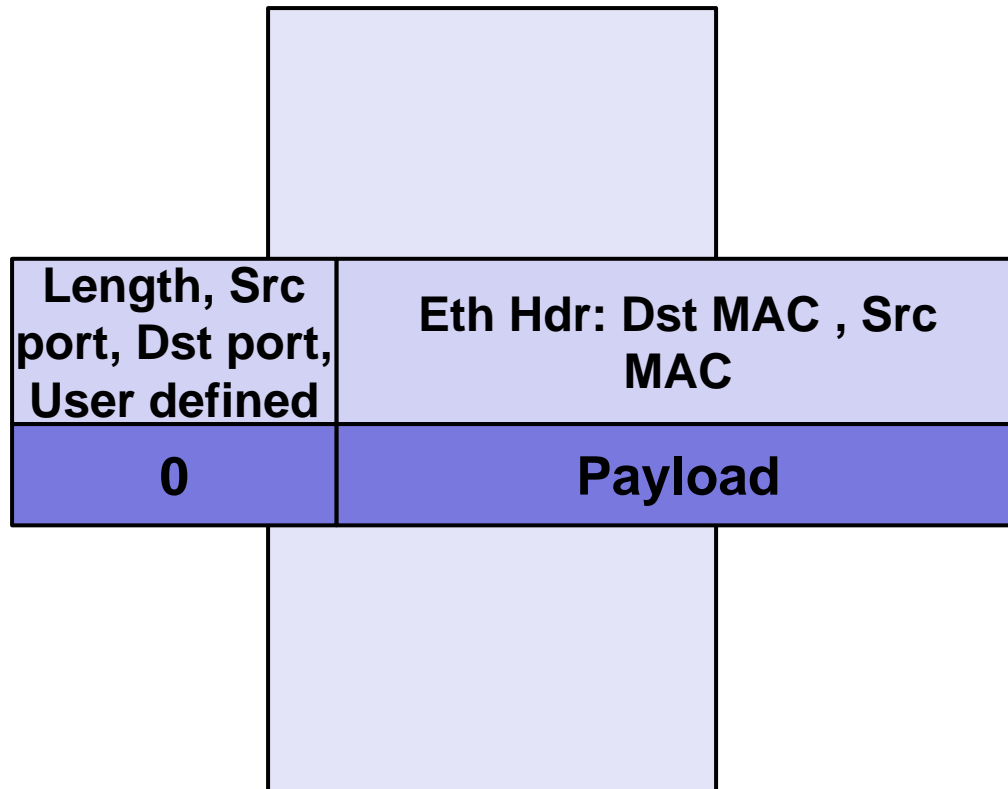 Length, Src
port, Dst port,
User defined
Eth Hdr: Dst MAC , Src
MAC
0
Payload